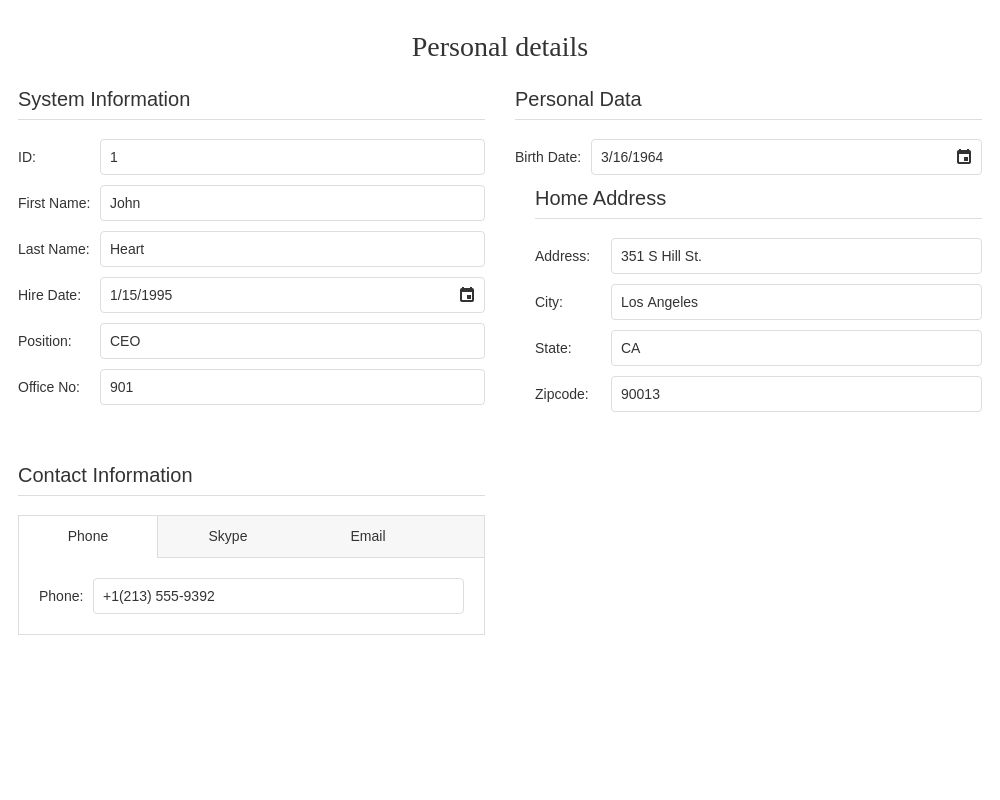 Personal details
System Information
ID: 1
First Name: John
Last Name: Heart
Hire Date: 1/15/1995
Position: CEO
Office No: 901
Personal Data
Birth Date: 3/16/1964
Home Address
Address: 351 S Hill St.
City: Los Angeles
State: CA
Zipcode: 90013
Contact Information
Phone Skype Email
Phone: +1(213) 555-9392